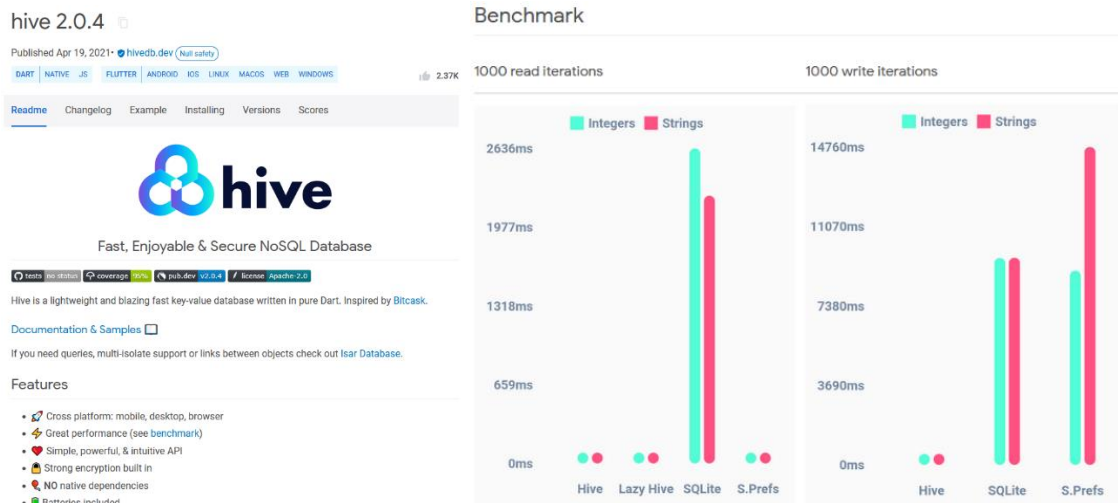 hive 2.0.4
Published Apr 19, 2021• hivedb.dev Null safety
DART NATIVE JS FLUTTER ANDROID IOS LINUX MACOS WEB WINDOWS 2.37K
Readme Changelog Example Installing Versions Scores
hive
Fast, Enjoyable & Secure NoSQL Database
tests no status coverage 95% pub.dev v2.0.4 license Apache-2.0
Hive is a lightweight and blazing fast key-value database written in pure Dart. Inspired by Bitcask.
Documentation & Samples
If you need queries, multi-isolate support or links between objects check out Isar Database.
Features
• Cross platform: mobile, desktop, browser
• Great performance (see benchmark)
• Simple, powerful, & intuitive API
• Strong encryption built in
• NO native dependencies
• Batteries included
Benchmark
1000 read iterations
Integers Strings
2636ms
1977ms
1318ms
659ms
0ms
Hive Lazy Hive SQLite S.Prefs
1000 write iterations
Integers Strings
14760ms
11070ms
7380ms
3690ms
0ms
Hive SQLite S.Prefs